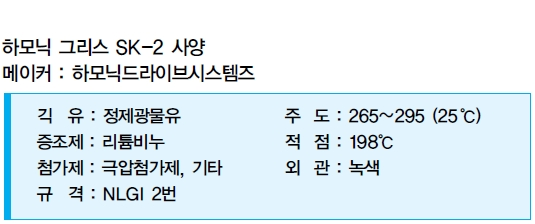 하모닉 그리스 SK-2 사양
메이커 : 하모닉드라이브시스템즈
긱 유 : 정제광물유 주 도 : 265~295 (25℃)
증조제 : 리튬비누 적 점 : 198℃
첨가제 : 극압첨가제, 기타 외 관 : 녹색
규 격 : NLGI 2번